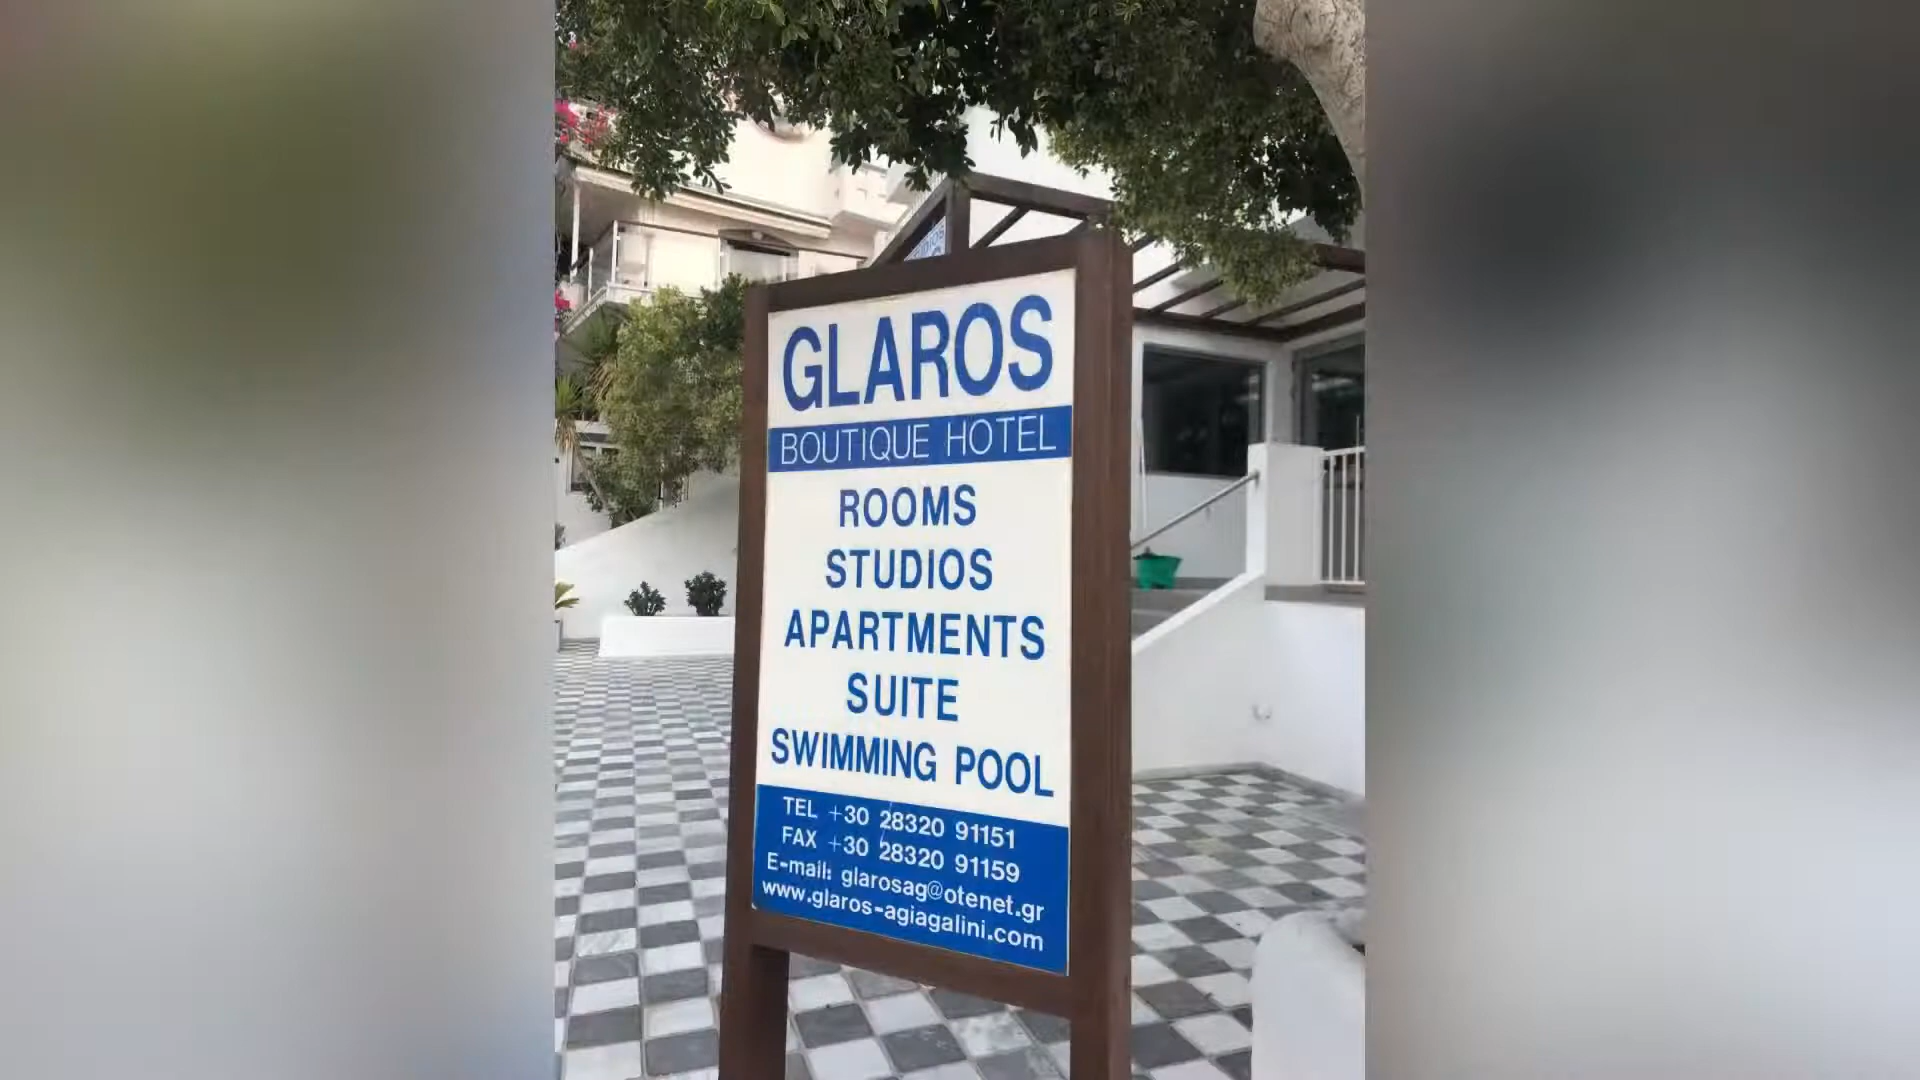 GLAROS
BOUTIQUE HOTEL
ROOMS
STUDIOS
APARTMENTS
SUITE
SWIMMING POOL
TEL +30 28320 91151
FAX +30 28320 91159
E-mail: glarosag@otenet.gr
www.glaros-agiagalini.com